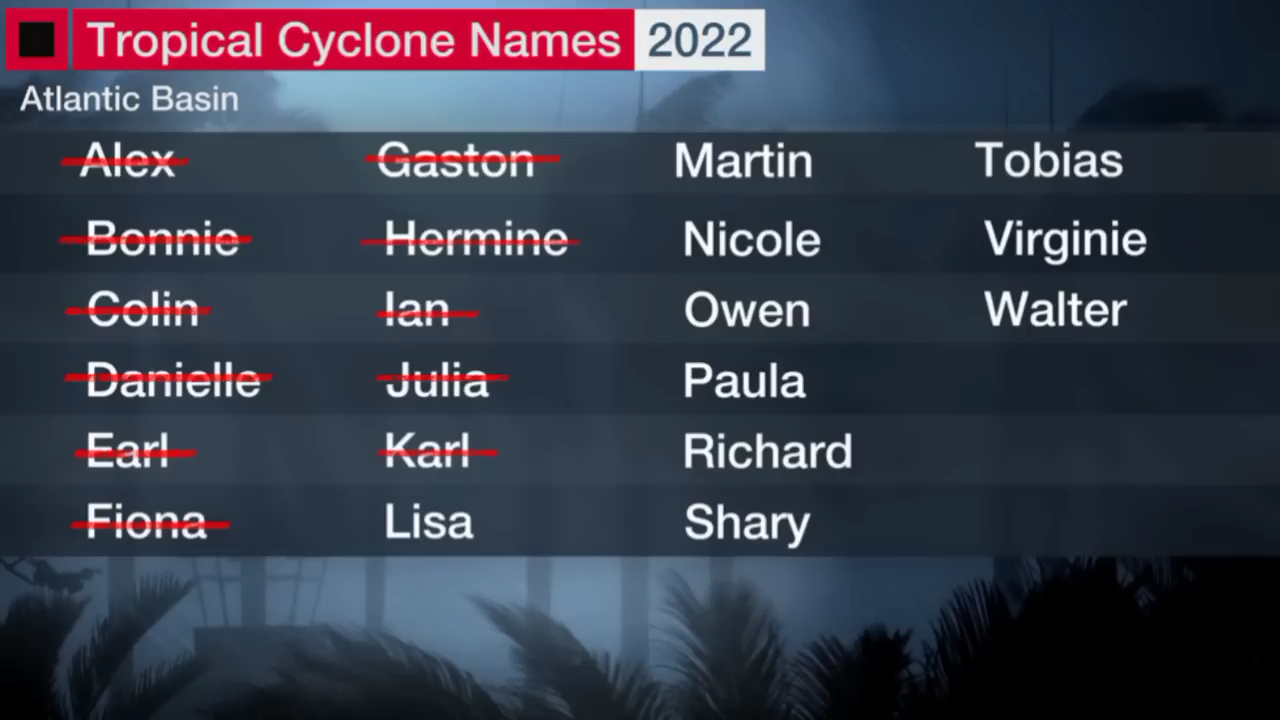 Tropical Cyclone Names 2022
Atlantic Basin
Alex Gaston Martin Tobias
Bonnie Hermine Nicole Virginie
Colin Ian Owen Walter
Danielle Julia Paula
Earl Karl Richard
Fiona Lisa Shary